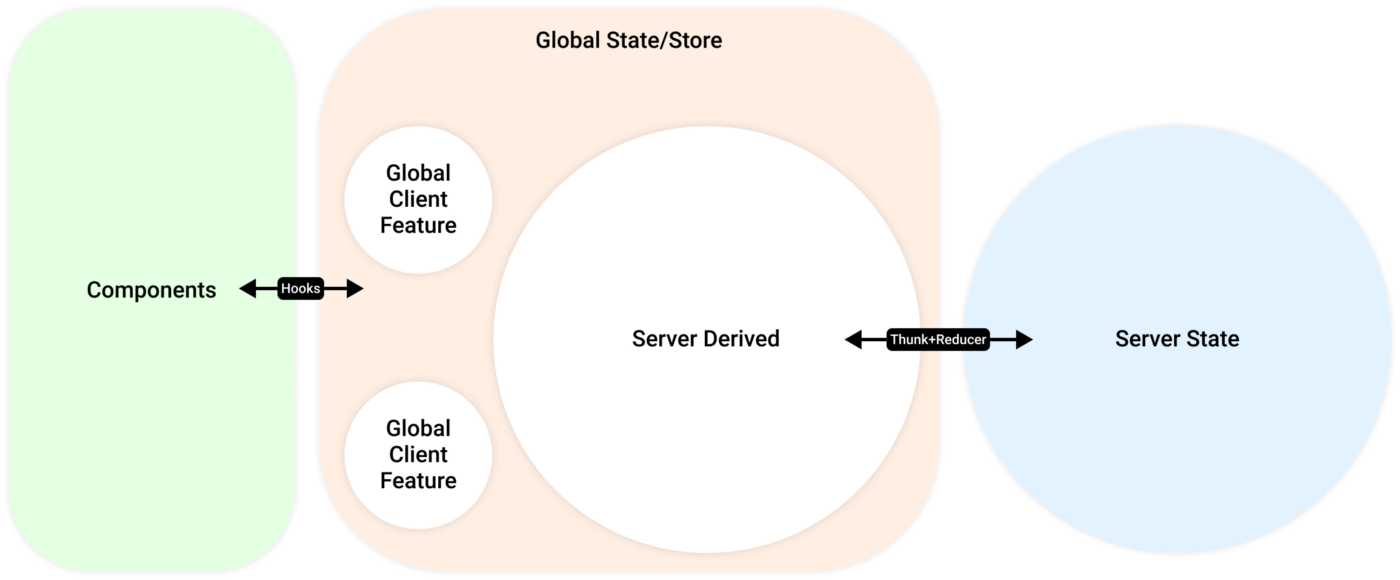 Global State/Store
Global
Client
Feature
Components
Hooks
Server Derived
Thunk+Reducer
Server State
Global
Client
Feature